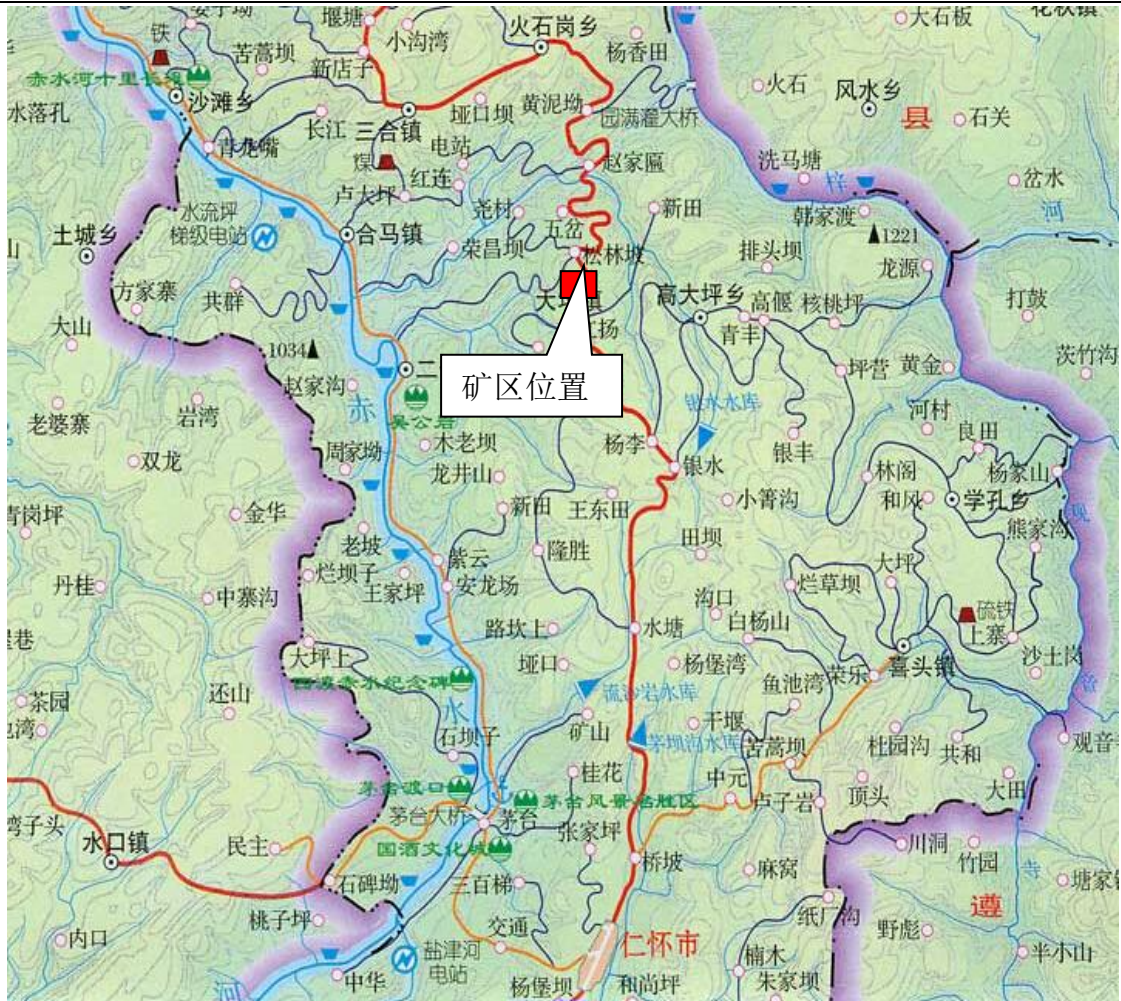 堰塘
大石板
铁
小沟湾
火石岗乡
苦蒿坝
杨香田
新店子
赤水河十里长
火石
风水乡
沙滩乡
垭口坝
黄泥坳
县
水落孔
长江
三合镇
园满灌大桥
石关
青龙嘴
电站
煤
赵家匾
洗马塘
红连
梓
岔水
卢大坪
水流坪
梯级电站
尧村
新田
韩家渡
河
土城乡
合马镇
五岔
1221
荣昌坝
松林坡
排头坝
龙源
方家寨
共群
高大坪乡
高偃
核桃坪
打鼓
大山
青丰
1034
二
茨竹沟
赵家沟
矿区位置
坪营
黄金
赤
吴公岩
银水水库
老婆寨
岩湾
河村
周家坳
木老坝
杨李
良田
双龙
龙井山
银水
银丰
林阁
杨家山
和风
学孔乡
新田
王东田
小箐沟
金华
观
熊家沟
老坡
田坝
隆胜
紫云
大坪
丹桂
烂坝子
王家坪
安龙场
烂草坝
中寨沟
沟口
硫铁
路坎上
水塘
白杨山
上寨
大坪上
垭口
杨堡湾
荣乐
喜头镇
沙土岗
四渡赤水纪念碑
鱼池湾
音
茶园
还山
流沙岩水库
水
矿山
干堰
石坝子
茅坝沟水库
苦蒿坝
杜园沟
共和
桂花
中元
大田
茅台渡口
茅台风景名胜区
卢子岩
顶头
湾子头
茅台大桥
茅台
张家坪
水口镇
民主
国酒文化城
桥坡
川洞
竹园
寺
石碑坳
三百梯
麻窝
桃子坪
纸厂沟
遵
交通
野彪
内口
仁怀市
盐津河
电站
楠木
半小山
河
中华
杨堡坝
和尚坪
朱家坝